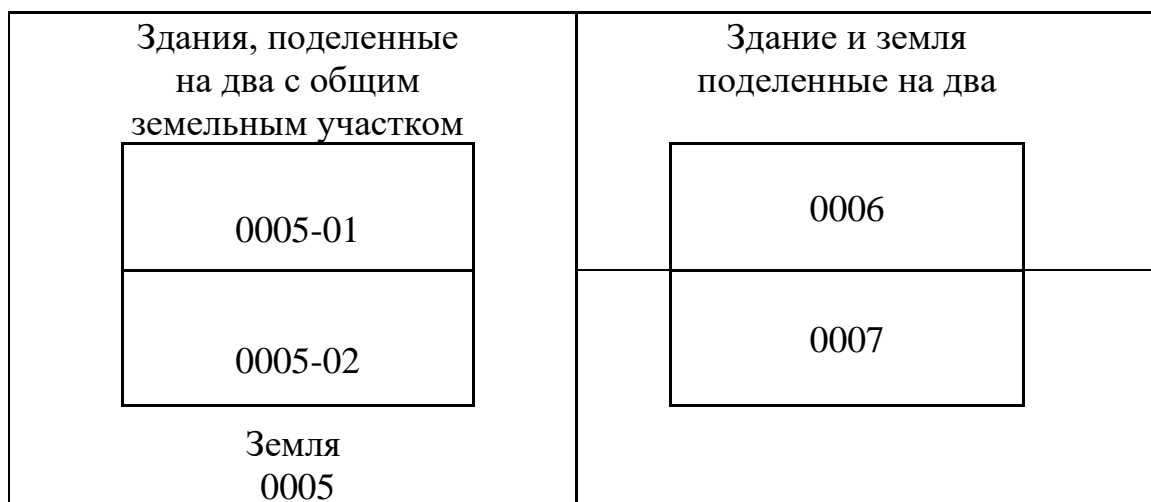 Здания, поделенные
на два с общим
земельным участком
0005-01
0005-02
Земля
0005
Здание и земля
поделенные на два
0006
0007